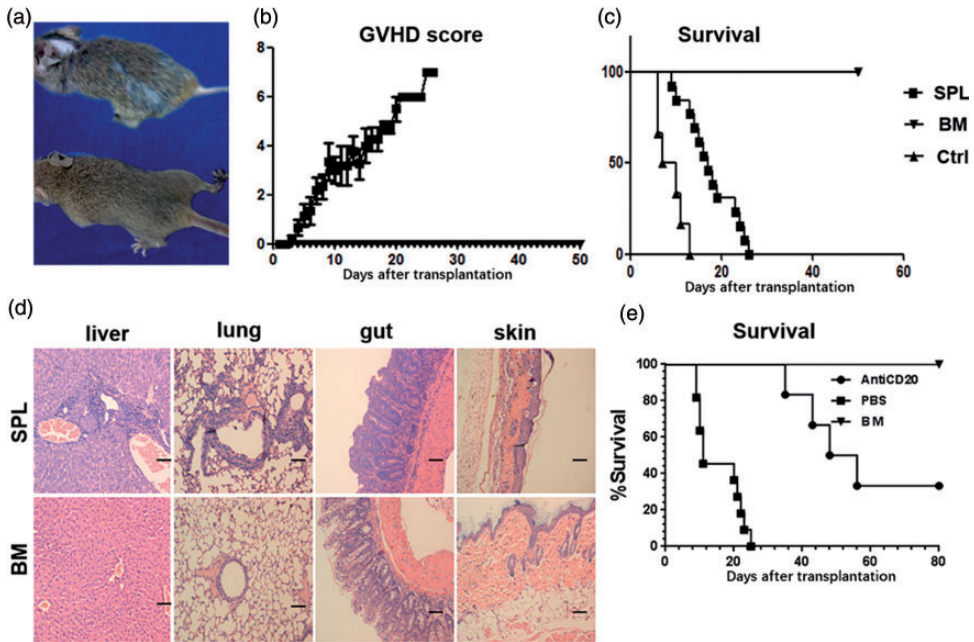 (a)
(b)
GVHD score
8
6
4
2
0
0 10 20 30 40 50
Days after transplantation
(c)
Survival
100
50
0
0 20 40 60
Days after transplantation
SPL
BM
Ctrl
(d)
liver lung gut skin
SPL
BM
(e)
Survival
%Survival
100
80
60
40
20
0
0 20 40 60 80
Days after transplantation
AntiCD20
PBS
BM